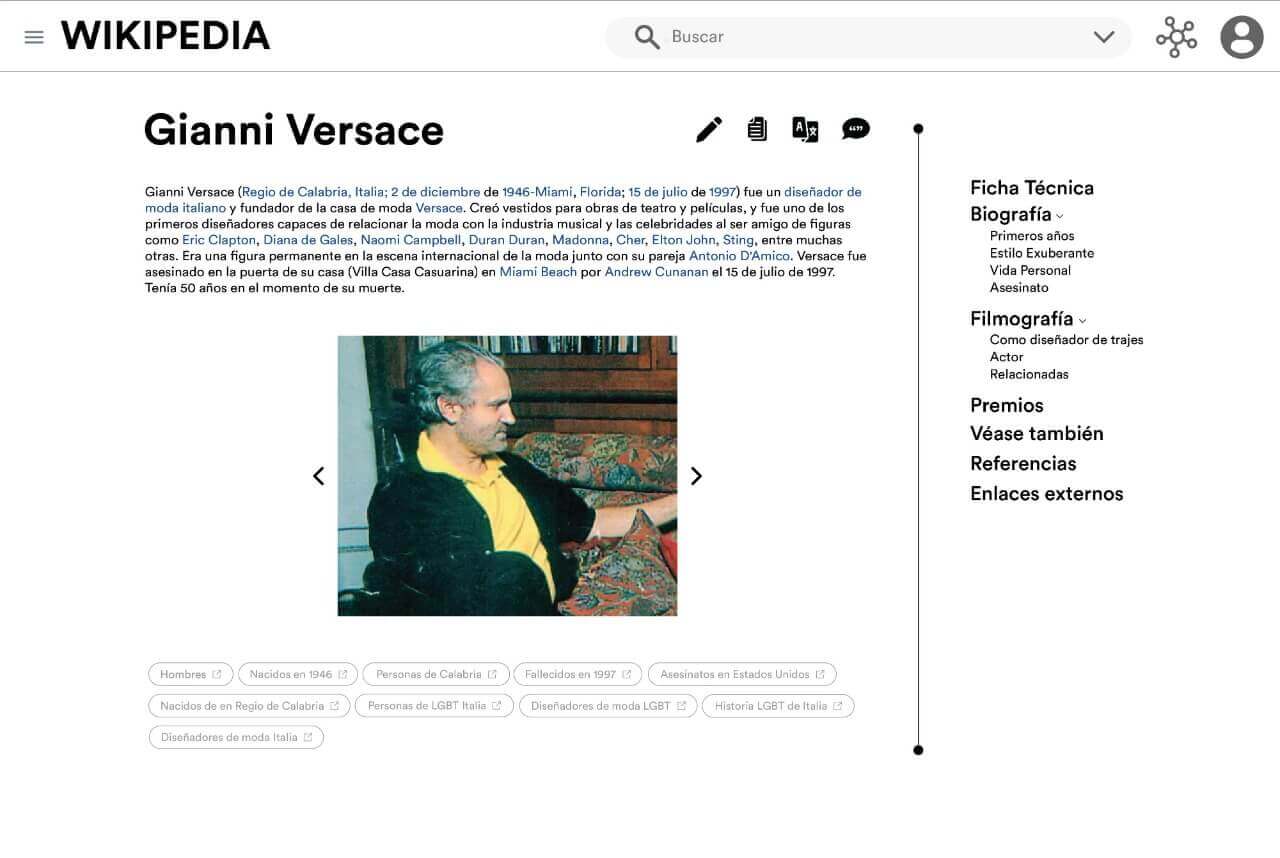 WIKIPEDIA
Buscar
Gianni Versace
Gianni Versace (Regio de Calabria, Italia; 2 de diciembre de 1946-Miami, Florida; 15 de julio de 1997) fue un diseñador de
moda italiano y fundador de la casa de moda Versace. Creó vestidos para obras de teatro y películas, y fue uno de los
primeros diseñadores capaces de relacionar la moda con la industria musical y las celebridades al ser amigo de figuras
como Eric Clapton, Diana de Gales, Naomi Campbell, Duran Duran, Madonna, Cher, Elton John, Sting, entre muchas
otras. Era una figura permanente en la escena internacional de la moda junto con su pareja Antonio D'Amico. Versace fue
asesinado en la puerta de su casa (Villa Casa Casuarina) en Miami Beach por Andrew Cunanan el 15 de julio de 1997.
Tenía 50 años en el momento de su muerte.
Hombres
Nacidos en 1946
Personas de Calabria
Fallecidos en 1997
Asesinatos en Estados Unidos
Nacidos de en Regio de Calabria
Personas de LGBT Italia
Diseñadores de moda LGBT
Historia LGBT de Italia
Diseñadores de moda Italia
Ficha Técnica
Biografía
Primeros años
Estilo Exuberante
Vida Personal
Asesinato
Filmografía
Como diseñador de trajes
Actor
Relacionadas
Premios
Véase también
Referencias
Enlaces externos